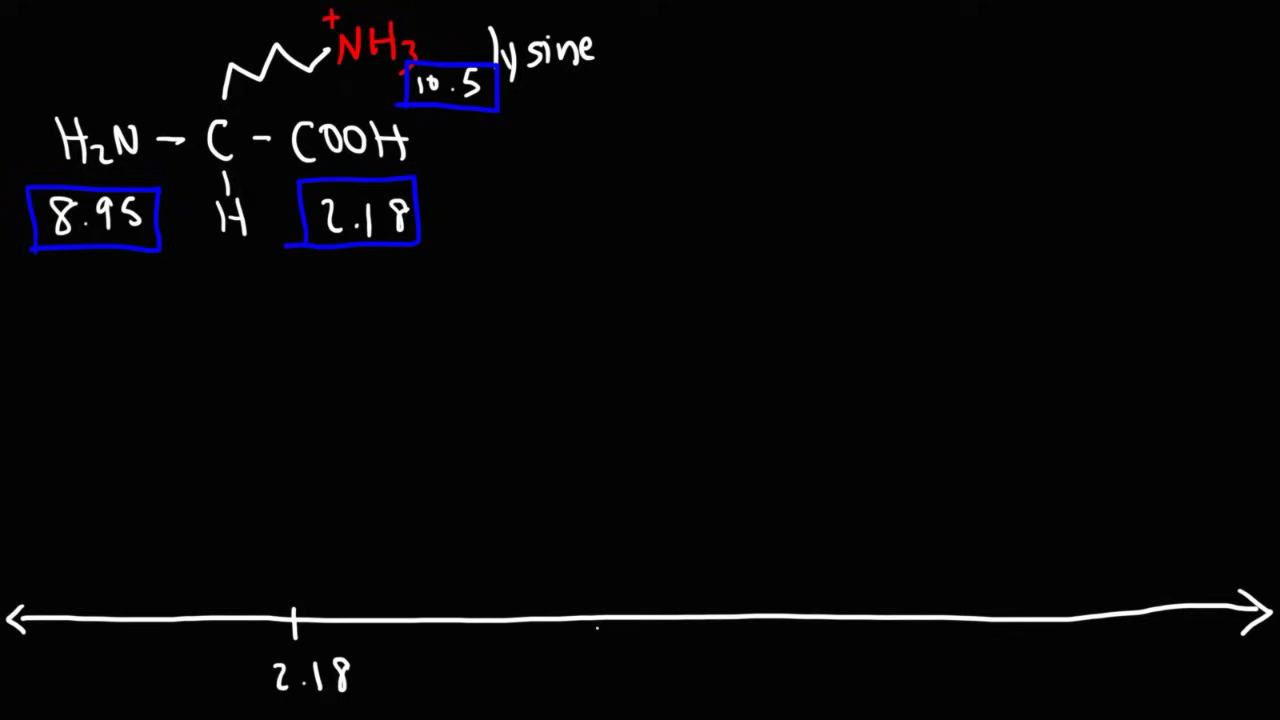 +NH3 lysine
10.5
H2N - C - COOH
8.95 H 2.18
2.18